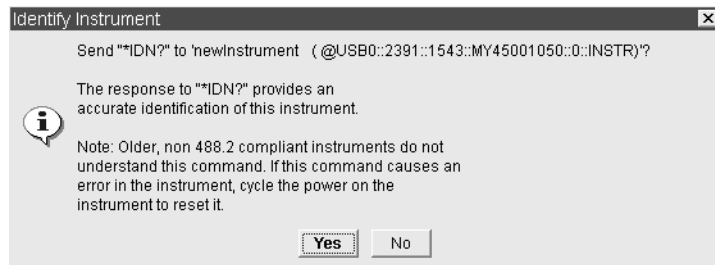 Identify Instrument
Send "*IDN?" to 'newInstrument ( @USB0::2391::1543::MY45001050::0::INSTR)'?
The response to "*IDN?" provides an
accurate identification of this instrument.
Note: Older, non 488.2 compliant instruments do not
understand this command. If this command causes an
error in the instrument, cycle the power on the
instrument to reset it.
Yes No